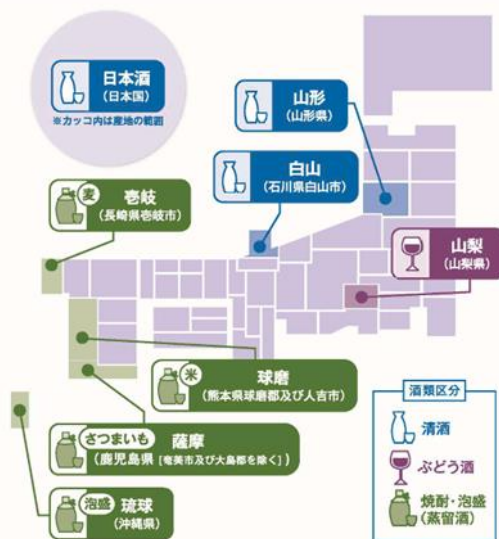 日本酒
(日本国)
※カッコ内は産地の範囲
山形
(山形県)
白山
(石川県白山市)
麦
壱岐
(長崎県壱岐市)
山梨
(山梨県)
米
球磨
(熊本県球磨郡及び人吉市)
さつまいも
薩摩
(鹿児島県[奄美市及び大島郡を除く])
泡盛
琉球
(沖縄県)
酒類区分
清酒
ぶどう酒
焼酎・泡盛
(蒸留酒)